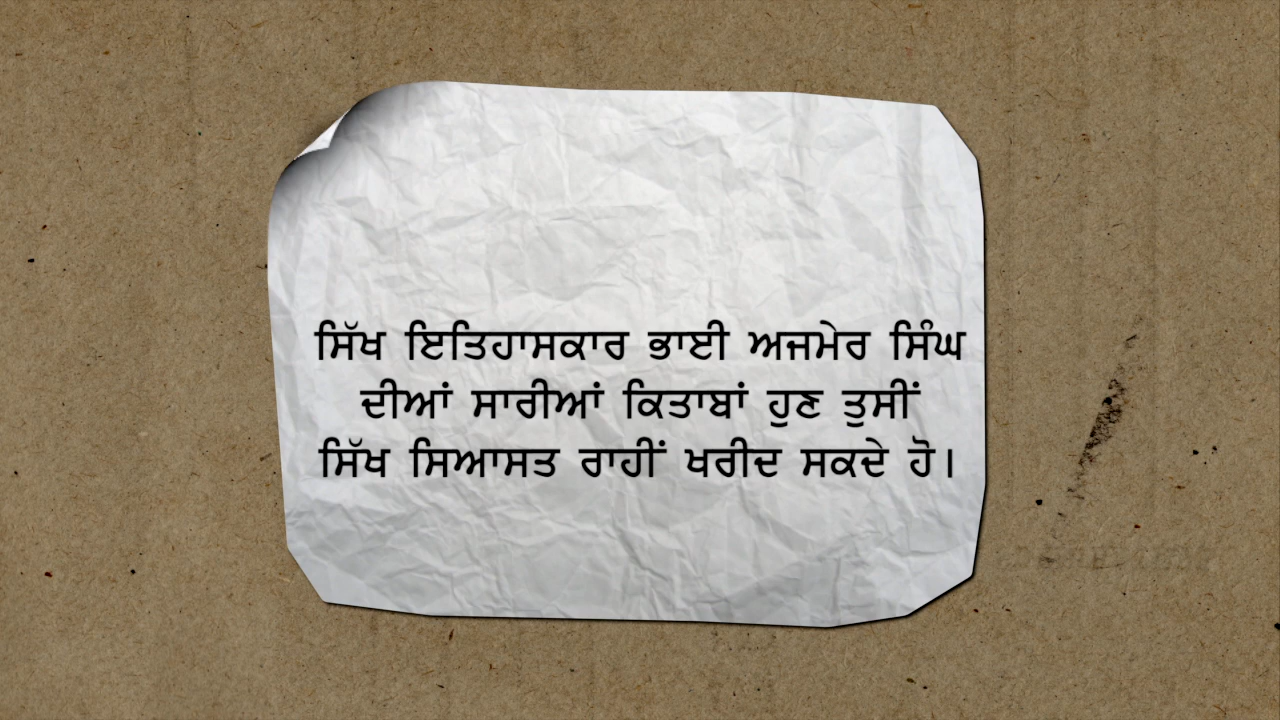 ਸਿੱਖ ਇਤਿਹਾਸਕਾਰ ਭਾਈ ਅਜਮੇਰ ਸਿੰਘ
ਦੀਆਂ ਸਾਰੀਆਂ ਕਿਤਾਬਾਂ ਹੁਣ ਤੁਸੀਂ
ਸਿੱਖ ਸਿਆਸਤ ਰਾਹੀਂ ਖਰੀਦ ਸਕਦੇ ਹੋ।